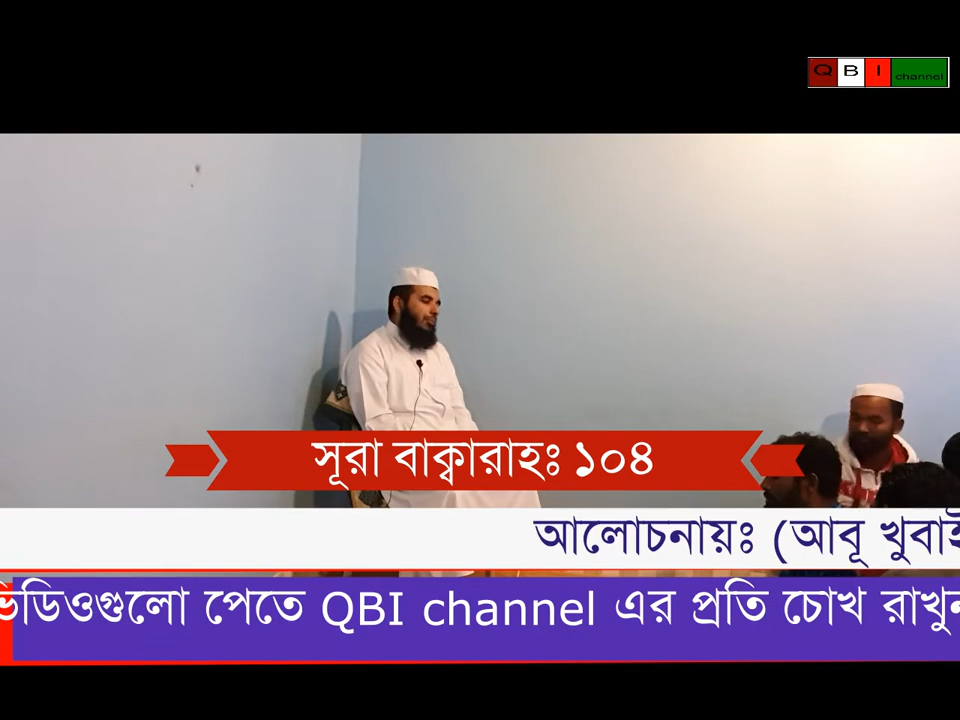 QBI channel
সূরা বাক্বারাহঃ ১০৪
আলোচনায়ঃ (আবূ
ভিডিওগুলো পেতে QBI channel এর প্রতি চোখ রাখুন